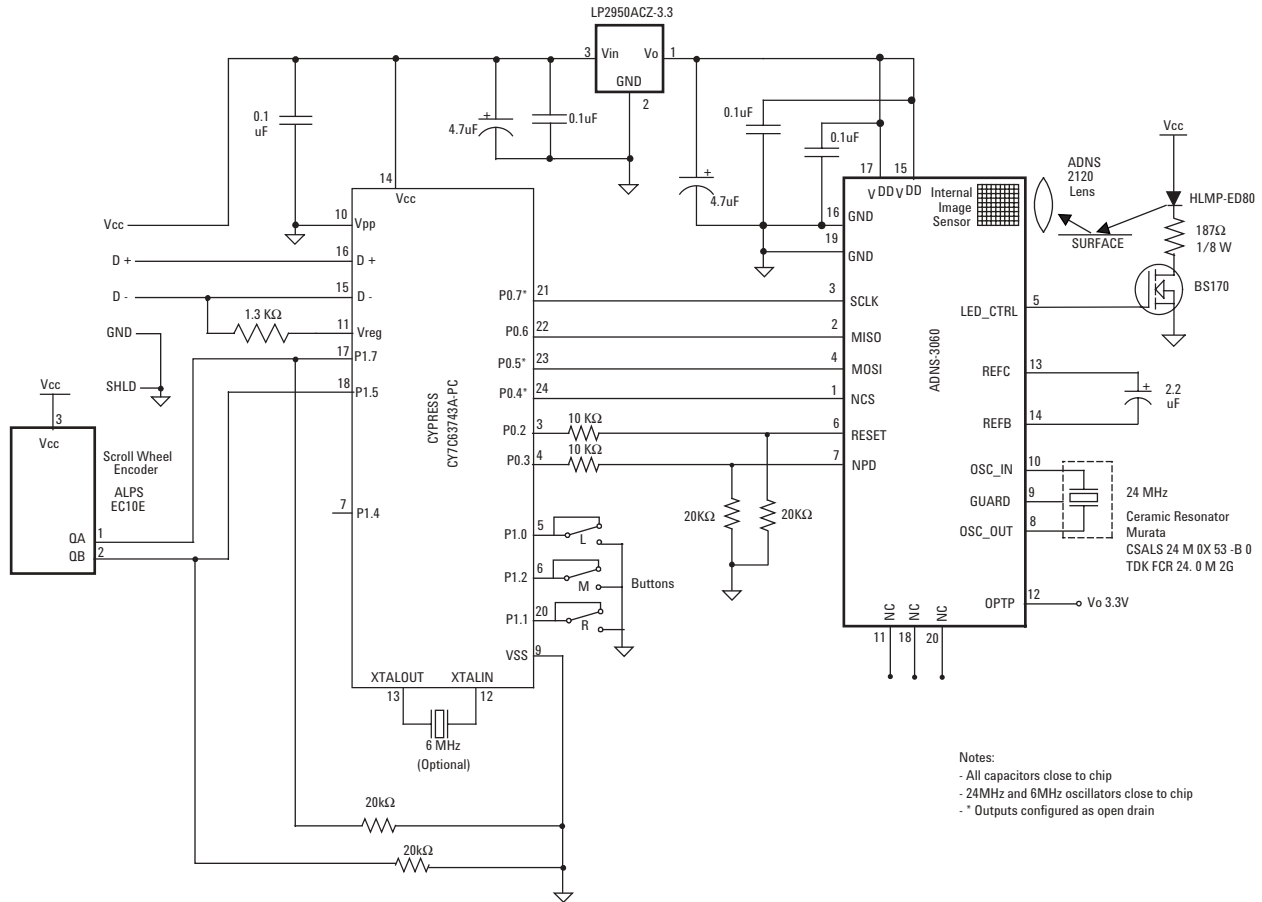 LP2950ACZ-3.3
3 Vin Vo 1
GND
2
0.1
uF
4.7uF
+
0.1uF
0.1uF
0.1uF
+
4.7uF
14
Vcc
Vcc
10 Vpp
D +
16 D +
D -
15 D -
1.3 KΩ
11 Vreg
GND
17 P1.7
SHLD
18 P1.5
Vcc
3
Vcc
Scroll Wheel
Encoder
ALPS
EC10E
QA 1
QB 2
7 P1.4
CYPRESS
CY7C63743A-PC
P0.7* 21
P0.6 22
P0.5* 23
P0.4* 24
P0.2 3
10 KΩ
P0.3 4
10 KΩ
P1.0 5
L
P1.2 6
M
P1.1 20
R
Buttons
VSS 9
XTALOUT XTALIN
13 12
6 MHz
(Optional)
20kΩ
20kΩ
20KΩ
20KΩ
17 15
VDD VDD
Internal
Image
Sensor
16 GND
19
GND
3 SCLK
2 MISO
4 MOSI
1 NCS
6 RESET
7 NPD
ADNS-3060
LED_CTRL 5
REFC 13
REFB 14
+
2.2
uF
OSC_IN 10
GUARD 9
OSC_OUT 8
24 MHz
Ceramic Resonator
Murata
CSALS 24 M 0X 53 -B 0
TDK FCR 24. 0 M 2G
OPTP 12
Vo 3.3V
NC NC NC
11 18 20
ADNS
2120
Lens
SURFACE
Vcc
HLMP-ED80
187Ω
1/8 W
BS170
Notes:
- All capacitors close to chip
- 24MHz and 6MHz oscillators close to chip
- * Outputs configured as open drain